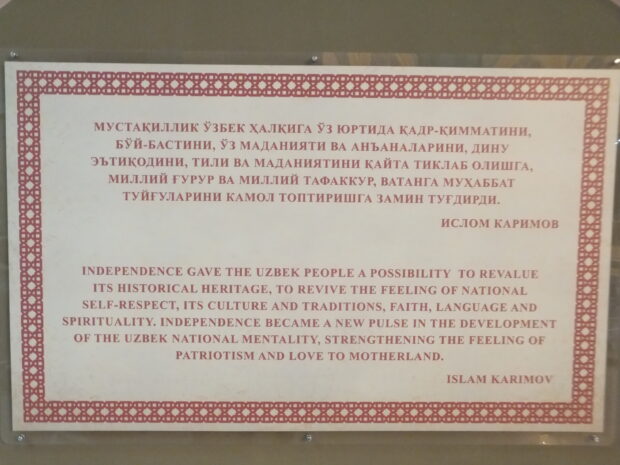 МУСТАҚИЛЛИК ЎЗБЕК ҲАЛҚИГА ЎЗ ЮРТИДА ҚАДР-ҚИММАТИНИ,
БЎЙ-БАСТИНИ, ЎЗ МАДАНИЯТИ ВА АНЪАНАЛАРИНИ, ДИНУ
ЭЪТИҚОДИНИ, ТИЛИ ВА МАДАНИЯТИНИ ҚАЙТА ТИКЛАБ ОЛИШГА,
МИЛЛИЙ ҒУРУР ВА МИЛЛИЙ ТАФАККУР, ВАТАНГА МУҲАББАТ
ТУЙҒУЛАРИНИ КАМОЛ ТОПТИРИШГА ЗАМИН ТУҒДИРДИ.
ИСЛОМ КАРИМОВ
INDEPENDENCE GAVE THE UZBEK PEOPLE A POSSIBILITY TO REVALUE
ITS HISTORICAL HERITAGE, TO REVIVE THE FEELING OF NATIONAL
SELF-RESPECT, ITS CULTURE AND TRADITIONS, FAITH, LANGUAGE AND
SPIRITUALITY. INDEPENDENCE BECAME A NEW PULSE IN THE DEVELOPMENT
OF THE UZBEK NATIONAL MENTALITY, STRENGTHENING THE FEELING OF
PATRIOTISM AND LOVE TO MOTHERLAND.
ISLAM KARIMOV